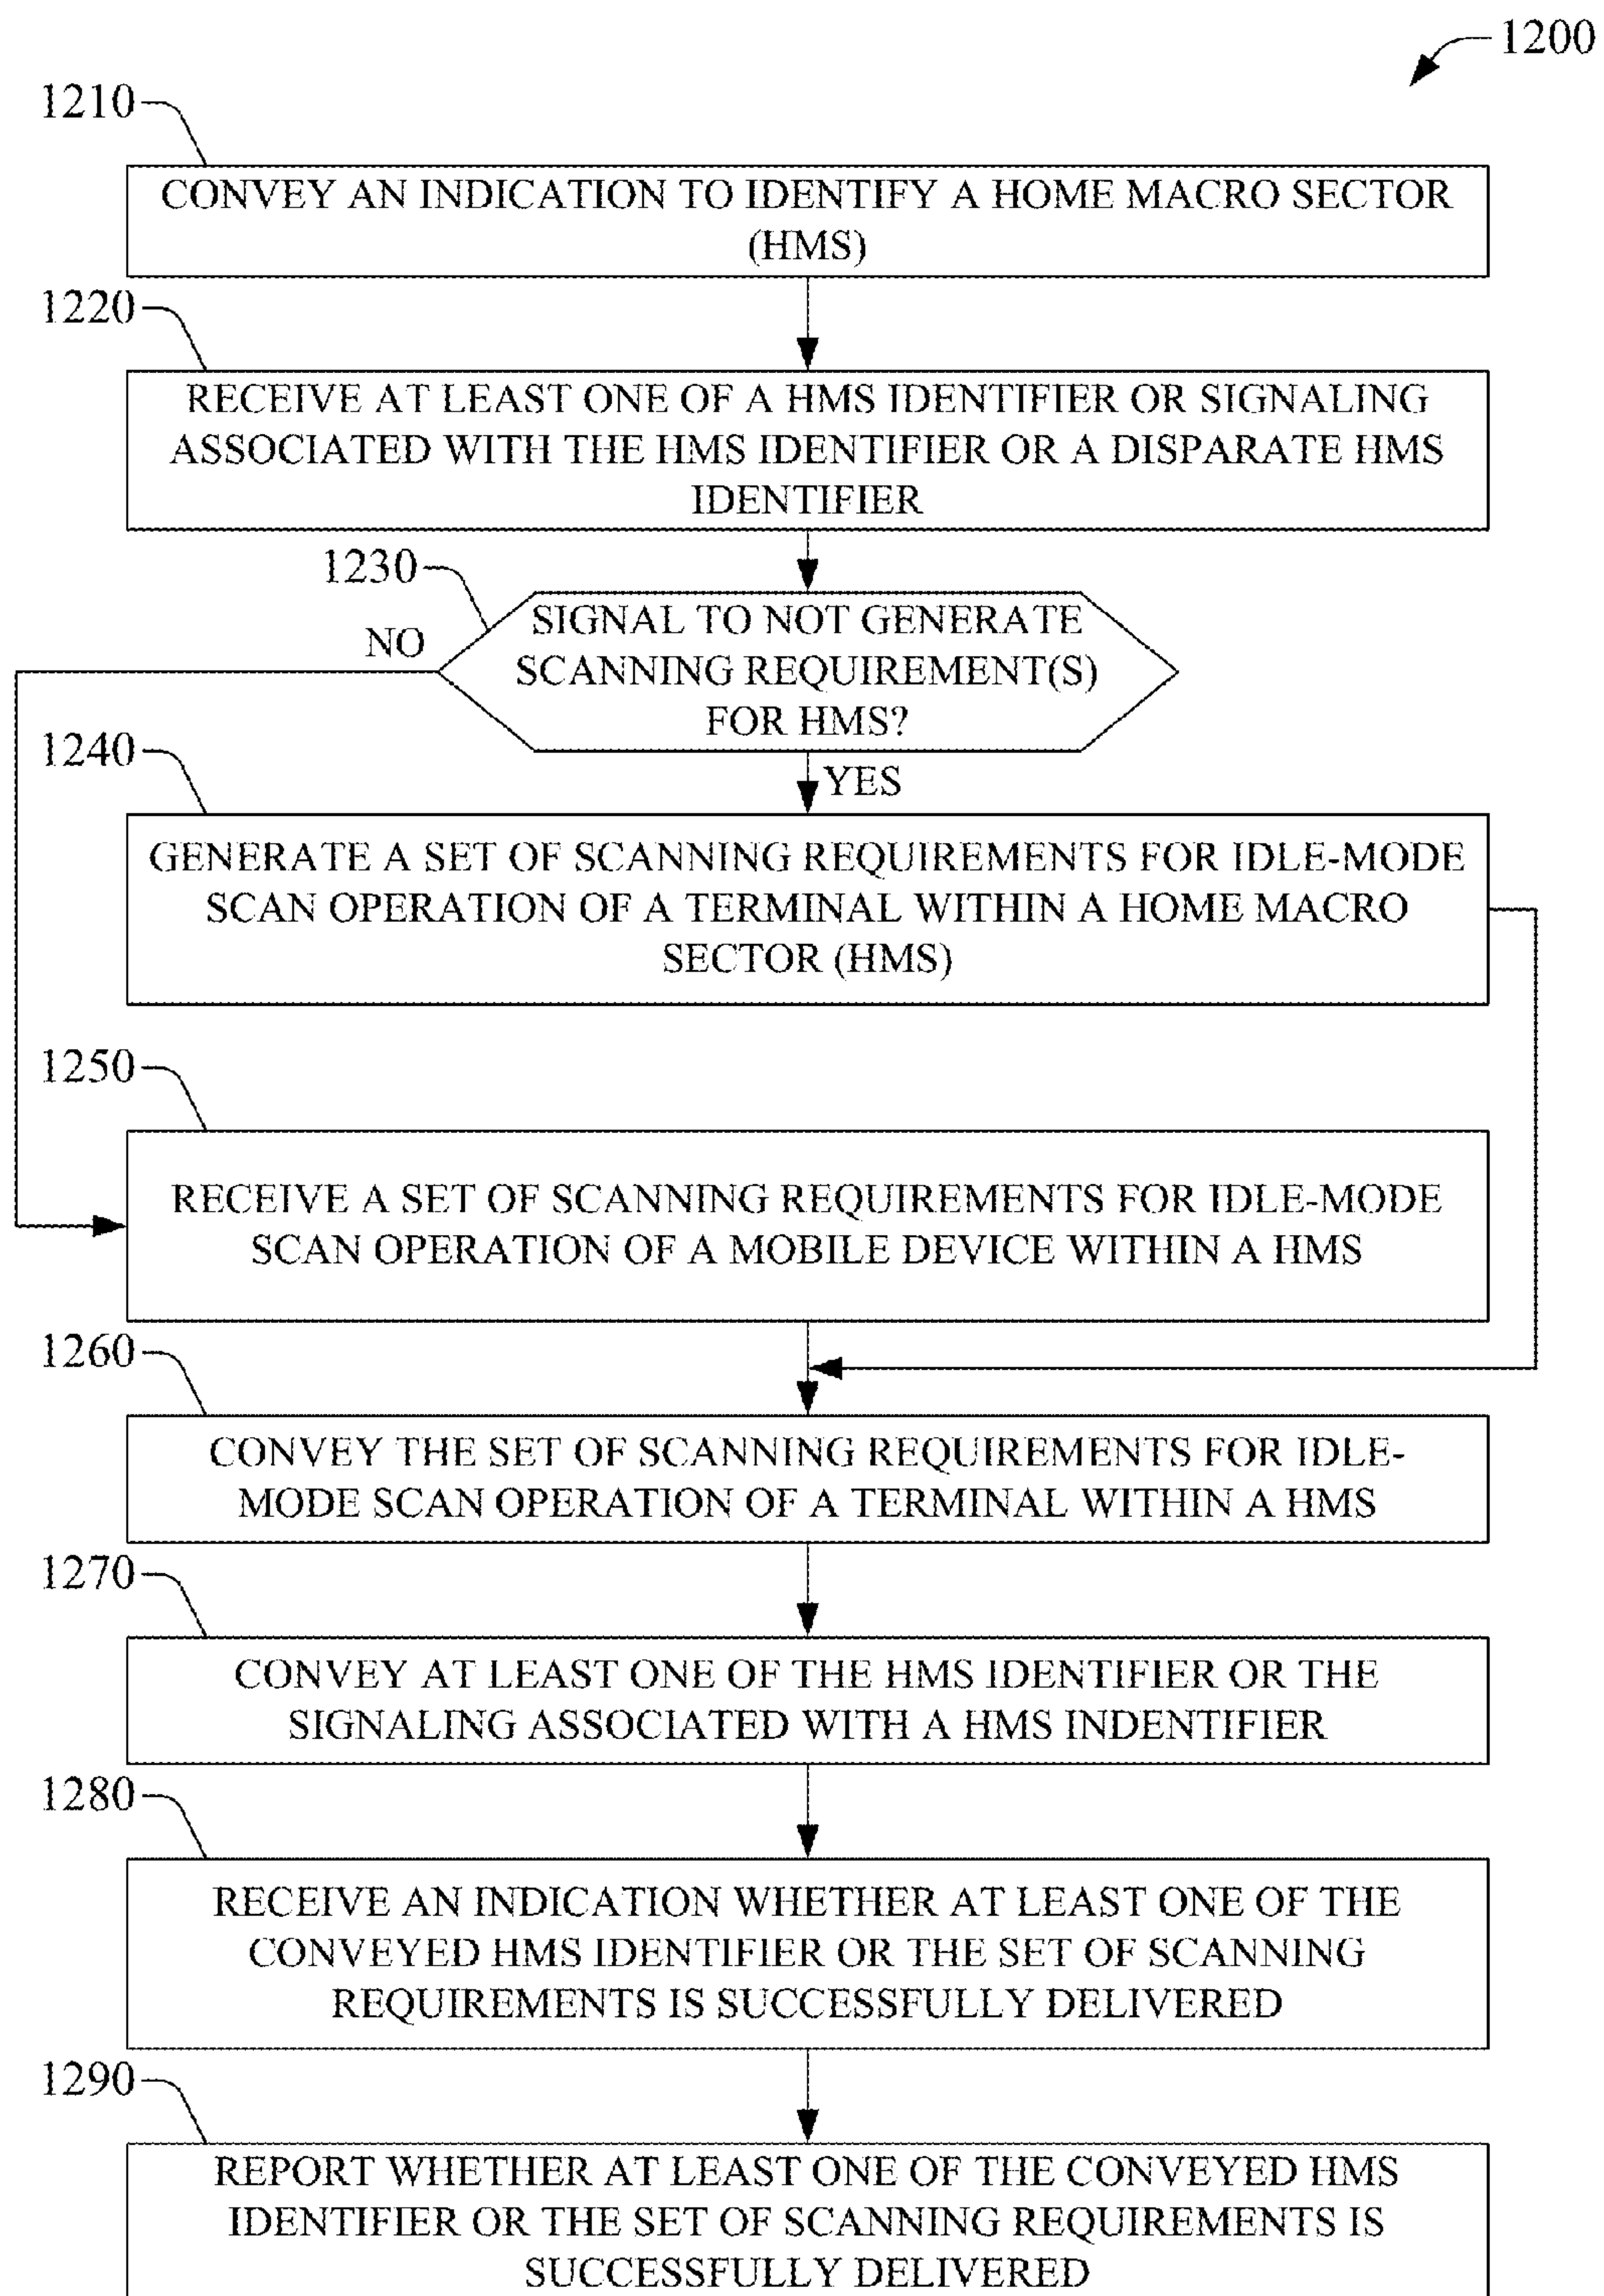 1200
1210
CONVEY AN INDICATION TO IDENTIFY A HOME MACRO SECTOR
(HMS)
1220
RECEIVE AT LEAST ONE OF A HMS IDENTIFIER OR SIGNALING
ASSOCIATED WITH THE HMS IDENTIFIER OR A DISPARATE HMS
IDENTIFIER
1230
SIGNAL TO NOT GENERATE
SCANNING REQUIREMENT(S)
FOR HMS?
NO
YES
1240
GENERATE A SET OF SCANNING REQUIREMENTS FOR IDLE-MODE
SCAN OPERATION OF A TERMINAL WITHIN A HOME MACRO
SECTOR (HMS)
1250
RECEIVE A SET OF SCANNING REQUIREMENTS FOR IDLE-MODE
SCAN OPERATION OF A MOBILE DEVICE WITHIN A HMS
1260
CONVEY THE SET OF SCANNING REQUIREMENTS FOR IDLE-
MODE SCAN OPERATION OF A TERMINAL WITHIN A HMS
1270
CONVEY AT LEAST ONE OF THE HMS IDENTIFIER OR THE
SIGNALING ASSOCIATED WITH A HMS INDENTIFIER
1280
RECEIVE AN INDICATION WHETHER AT LEAST ONE OF THE
CONVEYED HMS IDENTIFIER OR THE SET OF SCANNING
REQUIREMENTS IS SUCCESSFULLY DELIVERED
1290
REPORT WHETHER AT LEAST ONE OF THE CONVEYED HMS
IDENTIFIER OR THE SET OF SCANNING REQUIREMENTS IS
SUCCESSFULLY DELIVERED